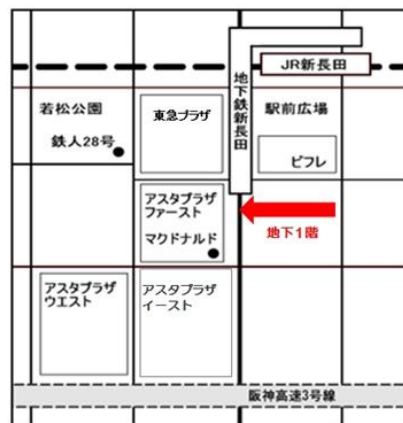 JR新長田
地下鉄新長田
若松公園
鉄人28号
東急プラザ
駅前広場
ピフレ
アスタプラザ
ファースト
マクドナルド
地下1階
アスタプラザ
ウエスト
アスタプラザ
イースト
阪神高速3号線